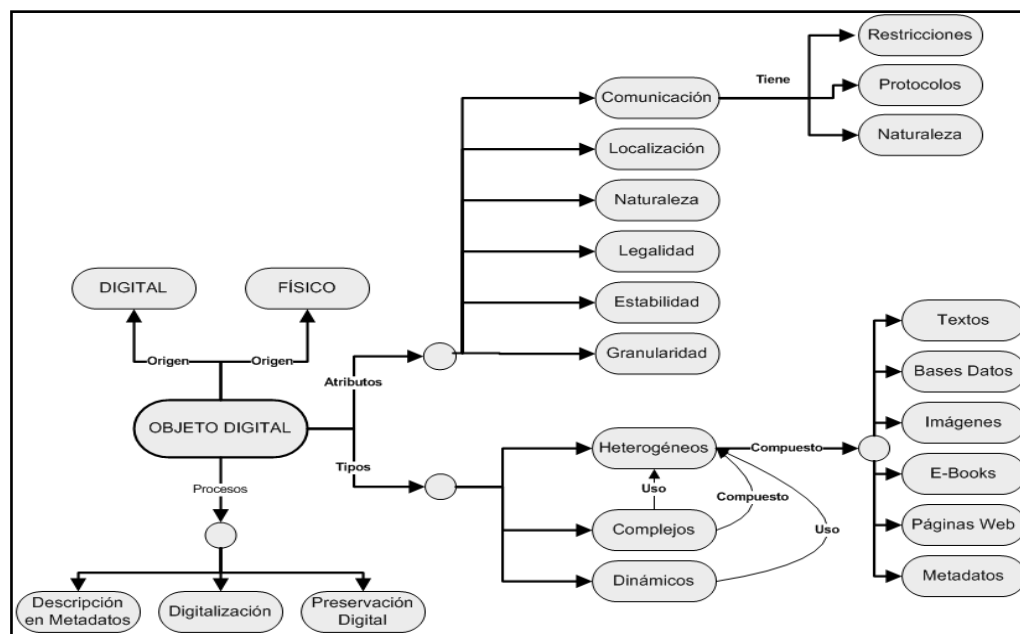 Restricciones
Comunicación
Tiene
Protocolos
Naturaleza
Localización
Naturaleza
Legalidad
Estabilidad
Granularidad
DIGITAL
FÍSICO
Origen
Origen
Atributos
OBJETO DIGITAL
Tipos
Procesos
Descripción
en Metadatos
Digitalización
Preservación
Digital
Heterogéneos
Compuesto
Uso
Compuesto
Uso
Complejos
Dinámicos
Textos
Bases Datos
Imágenes
E-Books
Páginas Web
Metadatos